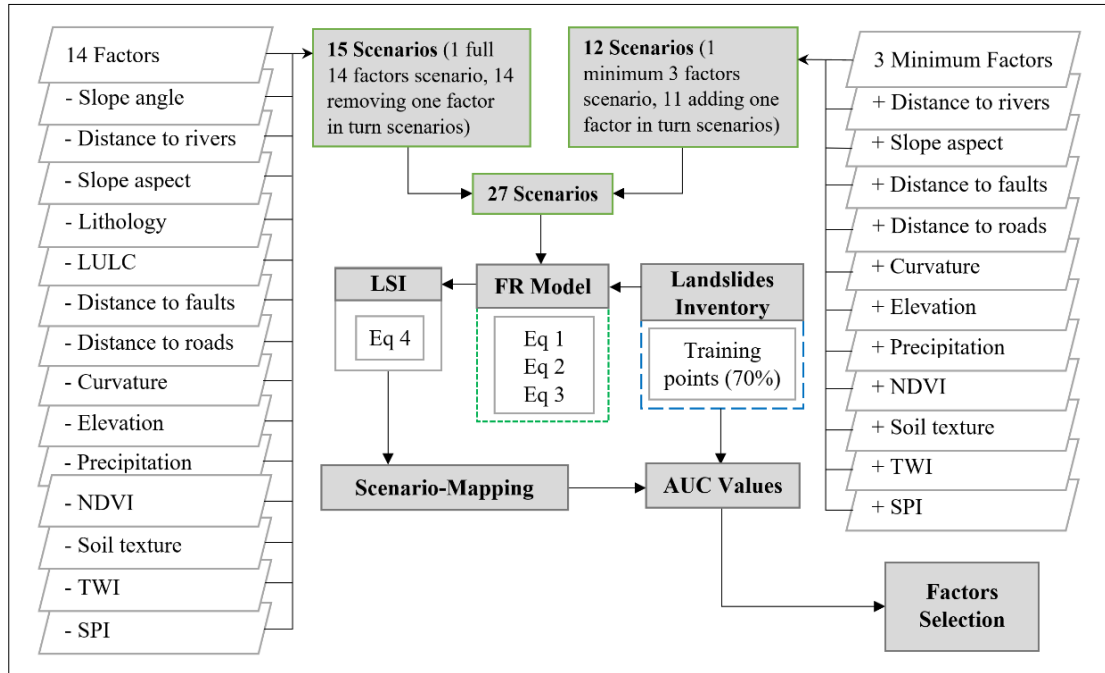 14 Factors
- Slope angle
- Distance to rivers
- Slope aspect
- Lithology
- LULC
- Distance to faults
- Distance to roads
- Curvature
- Elevation
- Precipitation
- NDVI
- Soil texture
- TWI
- SPI
15 Scenarios (1 full
14 factors scenario, 14
removing one factor
in turn scenarios)
12 Scenarios (1
minimum 3 factors
scenario, 11 adding one
factor in turn scenarios)
27 Scenarios
LSI
Eq 4
FR Model
Eq 1
Eq 2
Eq 3
Landslides
Inventory
Training
points (70%)
Scenario-Mapping
AUC Values
Factors
Selection
3 Minimum Factors
+ Distance to rivers
+ Slope aspect
+ Distance to faults
+ Distance to roads
+ Curvature
+ Elevation
+ Precipitation
+ NDVI
+ Soil texture
+ TWI
+ SPI